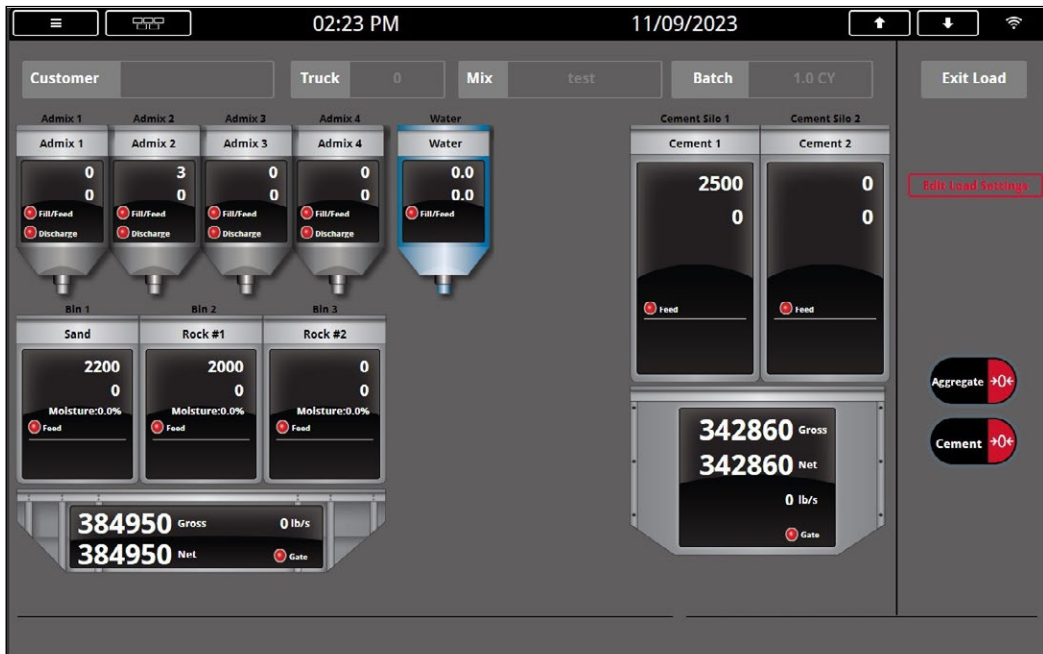 02:23 PM 11/09/2023
Customer Truck 0 Mix test Batch 1.0 CY Exit Load
Admix 1 Admix 2 Admix 3 Admix 4 Water Cement Silo 1 Cement Silo 2
Admix 1 Admix 2 Admix 3 Admix 4 Water Cement 1 Cement 2
0 3 0 0 0.0 2500 0
0 0 0 0 0.0 0 0
Edit Load Settings
Fill/Feed Fill/Feed Fill/Feed Fill/Feed Fill/Feed
Discharge Discharge Discharge Discharge
Feed Feed
Bin 1 Bin 2 Bin 3
Sand Rock #1 Rock #2
2200 2000 0
0 0 0
Moisture:0.0% Moisture:0.0% Moisture:0.0%
Feed Feed Feed
Aggregate →0←
Cement →0←
342860 Gross
342860 Net
0 lb/s
Gate
384950 Gross 0 lb/s
384950 Net Gate